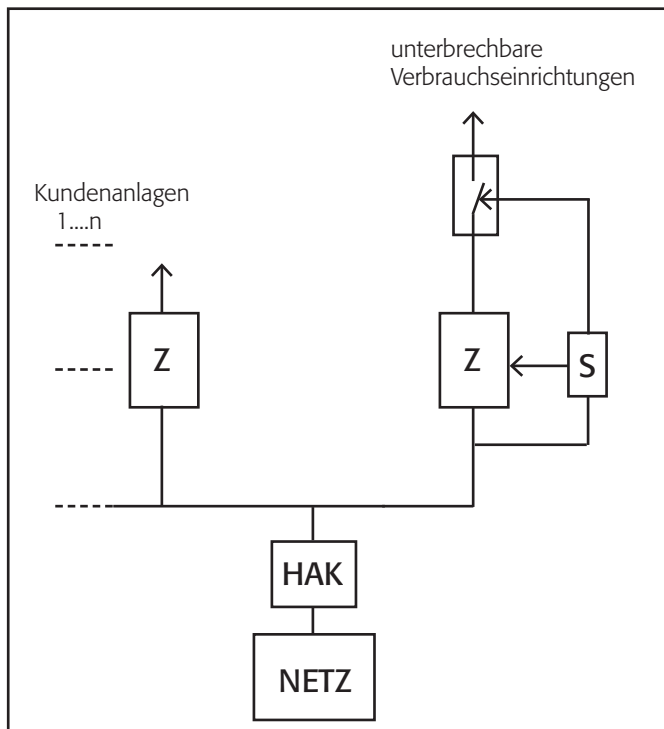 unterbrechbare
Verbrauchseinrichtungen
Kundenanlagen
1....n
Z
Z
S
HAK
NETZ